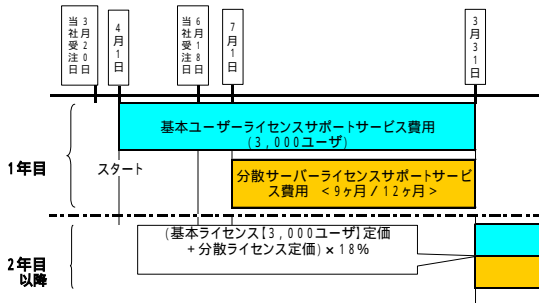 3月20日
当社受注日
4月1日
6月18日
当社受注日
7月1日
3月31日
基本ユーザーライセンスサポートサービス費用
(3,000ユーザ)
1年目
スタート
分散サーバーライセンスサポートサービ
ス費用 <9ヶ月/12ヶ月>
(基本ライセンス【3,000ユーザ】定価
+分散ライセンス定価)×18%
2年目
以降